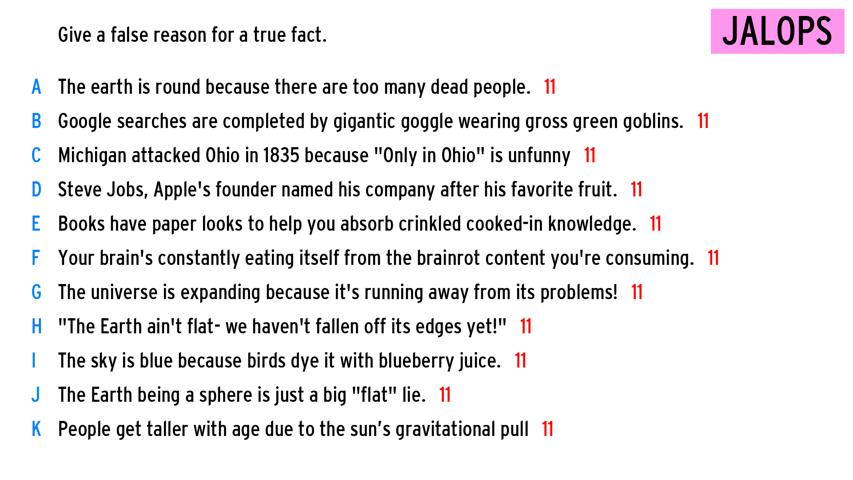 Give a false reason for a true fact.
JALOPS
A The earth is round because there are too many dead people. 11
B Google searches are completed by gigantic goggle wearing gross green goblins. 11
C Michigan attacked Ohio in 1835 because "Only in Ohio" is unfunny 11
D Steve Jobs, Apple's founder named his company after his favorite fruit. 11
E Books have paper looks to help you absorb crinkled cooked-in knowledge. 11
F Your brain's constantly eating itself from the brainrot content you're consuming. 11
G The universe is expanding because it's running away from its problems! 11
H "The Earth ain't flat- we haven't fallen off its edges yet!" 11
I The sky is blue because birds dye it with blueberry juice. 11
J The Earth being a sphere is just a big "flat" lie. 11
K People get taller with age due to the sun’s gravitational pull 11